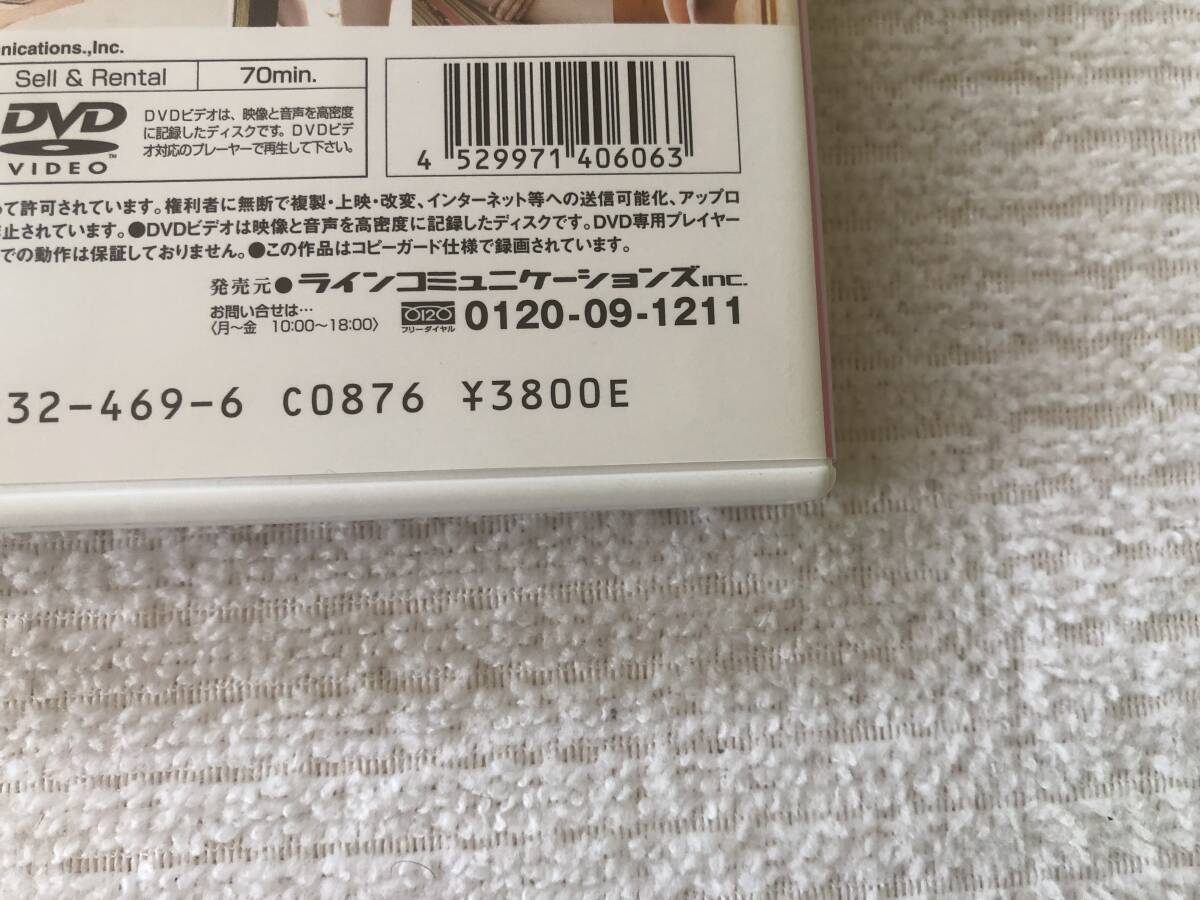 nications.,Inc.
Sell & Rental 70min.
DVD
VIDEO
™
DVDビデオは、映像と音声を高密度
に記録したディスクです。DVDビデ
オ対応のプレーヤーで再生して下さい。
4 529971 406063
って許可されています。権利者に無断で複製・上映・改変、インターネット等への送信可能化、アップロ
止されています。●DVDビデオは映像と音声を高密度に記録したディスクです。DVD専用プレイヤー
での動作は保証しておりません。●この作品はコピーガード仕様で録画されています。
発売元●ラインコミュニケーションズinc.
お問い合せは…
〈月〜金 10:00〜18:00〉
0120
フリーダイヤル
0120-09-1211
32-469-6 C0876 ¥3800E